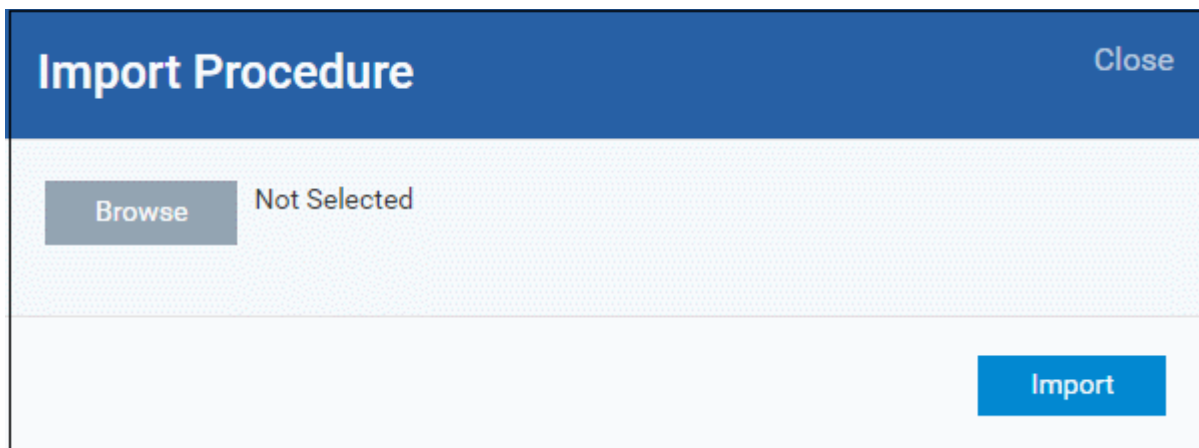 Import Procedure
Close
Browse
Not Selected
Import